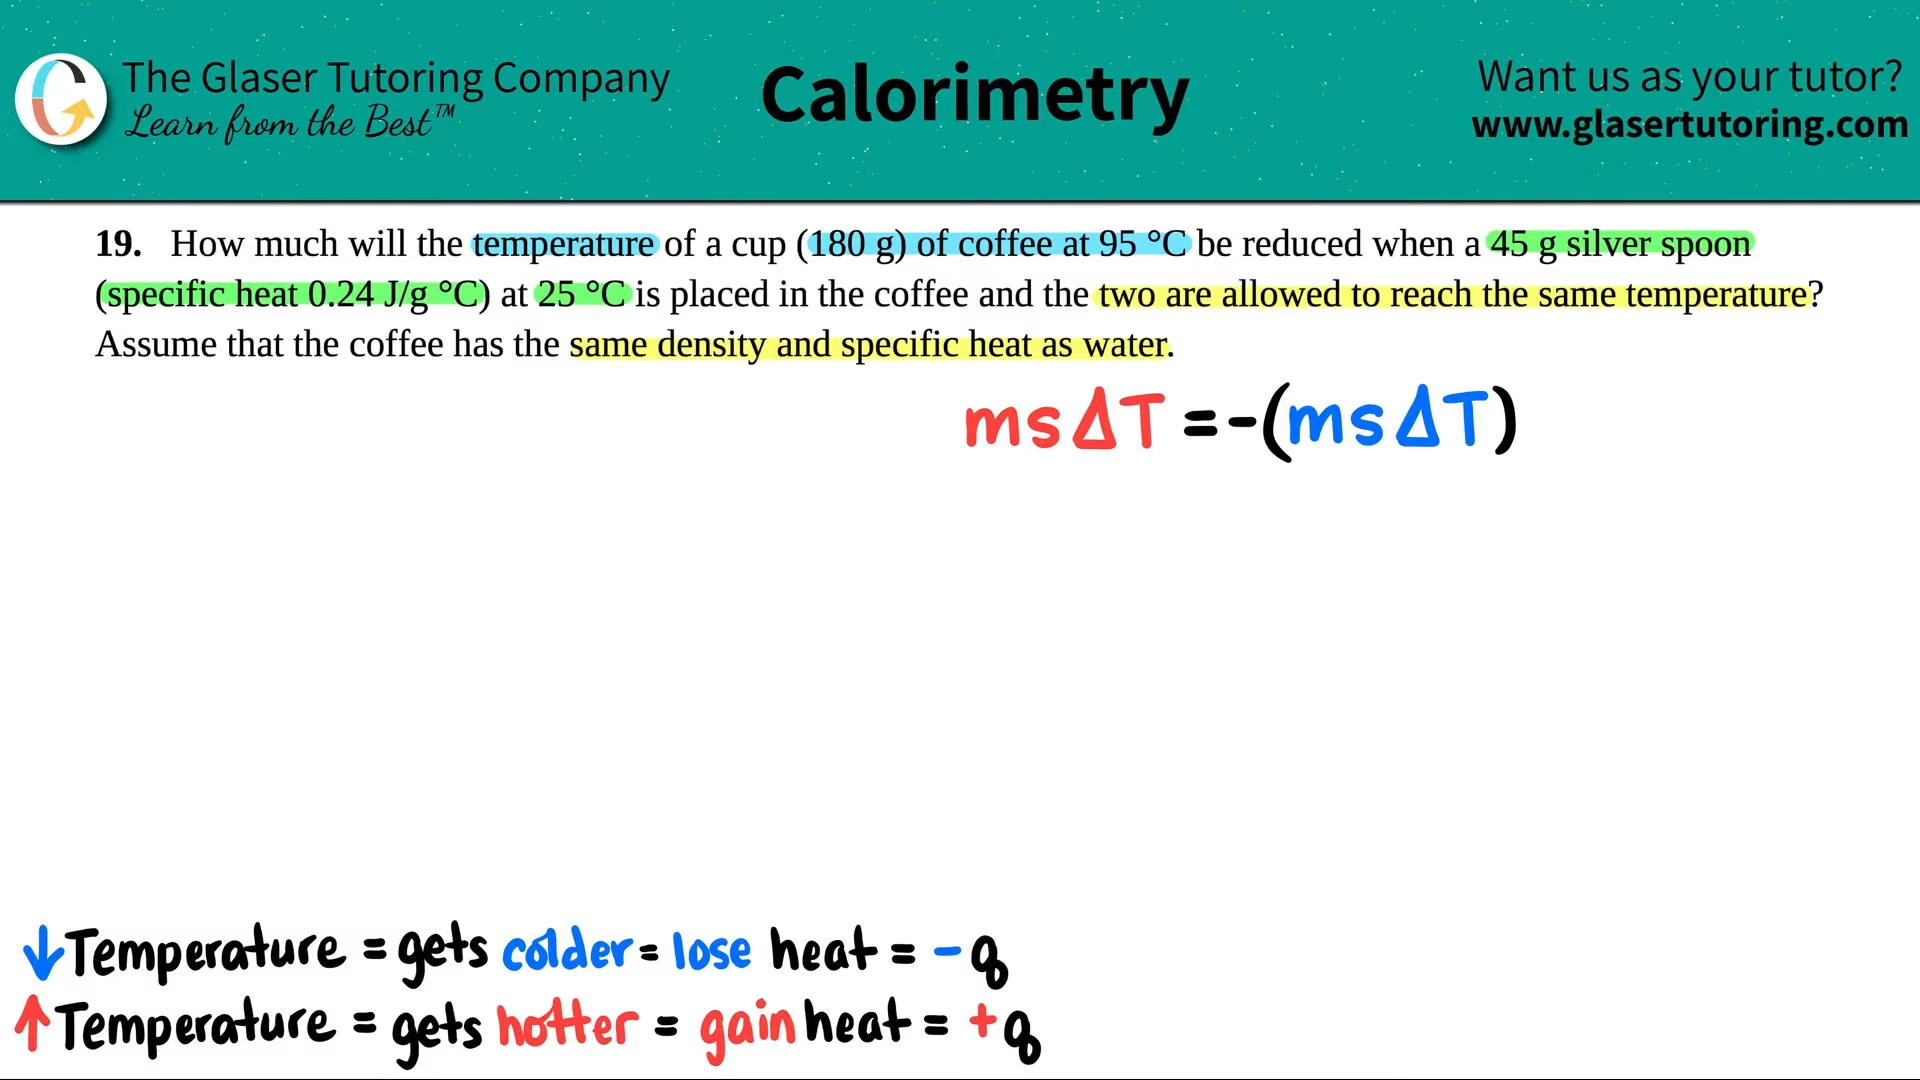 The Glaser Tutoring Company
Learn from the Best™
Calorimetry
Want us as your tutor?
www.glasertutoring.com
19. How much will the temperature of a cup (180 g) of coffee at 95 °C be reduced when a 45 g silver spoon
(specific heat 0.24 J/g °C) at 25 °C is placed in the coffee and the two are allowed to reach the same temperature?
Assume that the coffee has the same density and specific heat as water.
msΔT = -(msΔT)
↓Temperature = gets colder = lose heat = -q
↑Temperature = gets hotter = gain heat = +q